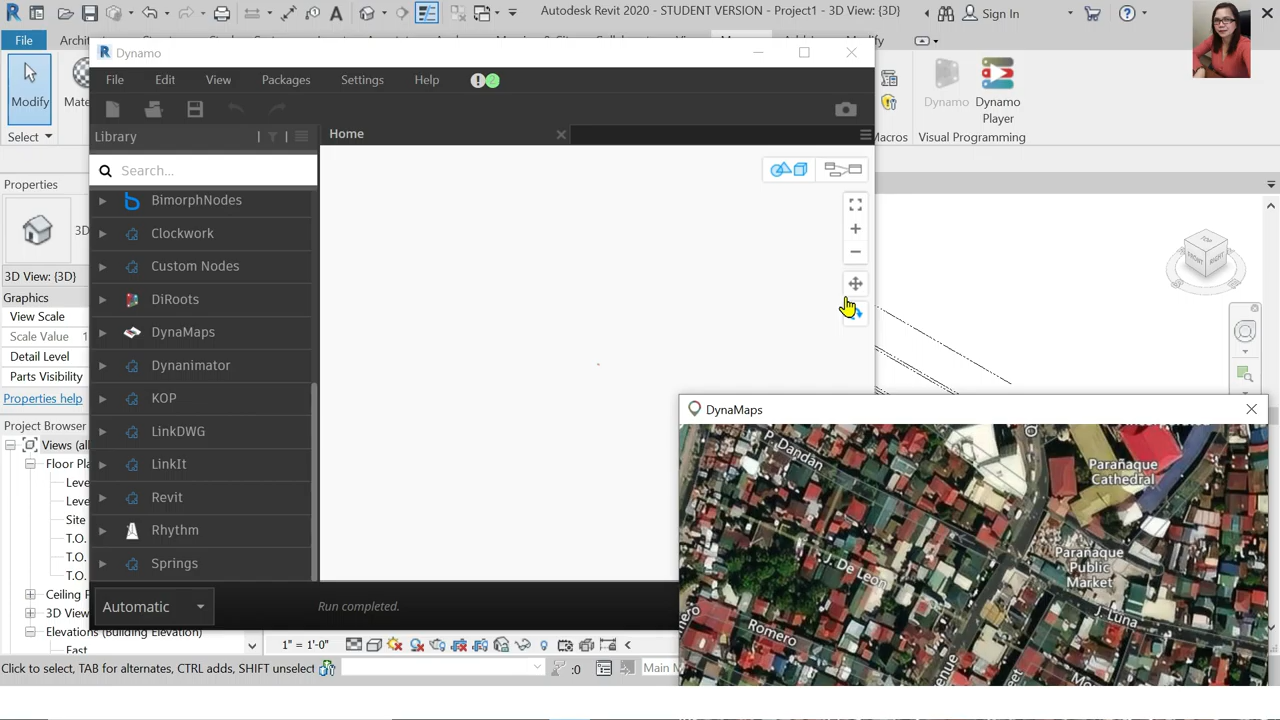 Autodesk Revit 2020 - STUDENT VERSION - Project1 - 3D View: {3D}
Sign In
File
Modify
Select
Dynamo
File Edit View Packages Settings Help
Library
Home
Search...
BimorphNodes
Clockwork
Custom Nodes
DiRoots
DynaMaps
Dynanimator
KOP
LinkDWG
LinkIt
Revit
Rhythm
Springs
Automatic
Run completed.
Dynamo
Dynamo Player
Visual Programming
Properties
3D View: {3D}
Graphics
View Scale
Scale Value 1
Detail Level
Parts Visibility
Properties help
Project Browser
Views (all
Floor Pla
Site
T.O.
T.O.
T.O.
Ceiling P
3D View
Elevations (Building Elevation)
East
1" = 1'-0"
Click to select, TAB for alternates, CTRL adds, SHIFT unselect
:0
Main M
TOP
FRONT
RIGHT
DynaMaps
P. Dandan
Parañaque
Cathedral
J. De Leon
Parañaque
Public
Market
J. Luna
Romero